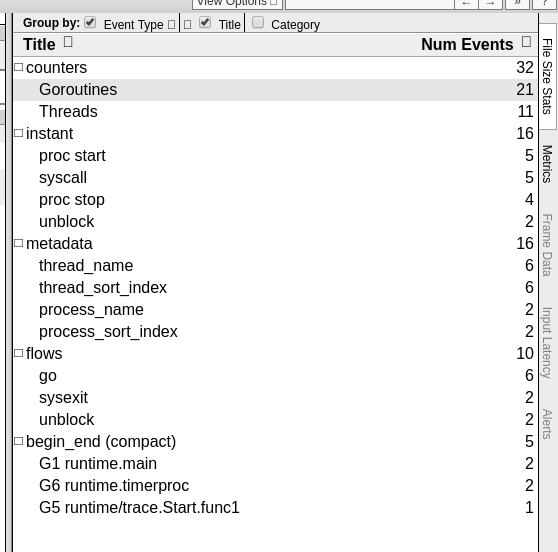 View Options
← → » ?
Group by: Event Type Title Category
Title Num Events
counters 32
Goroutines 21
Threads 11
instant 16
proc start 5
syscall 5
proc stop 4
unblock 2
metadata 16
thread_name 6
thread_sort_index 6
process_name 2
process_sort_index 2
flows 10
go 6
sysexit 2
unblock 2
begin_end (compact) 5
G1 runtime.main 2
G6 runtime.timerproc 2
G5 runtime/trace.Start.func1 1
File Size Stats
Metrics
Frame Data
Input Latency
Alerts